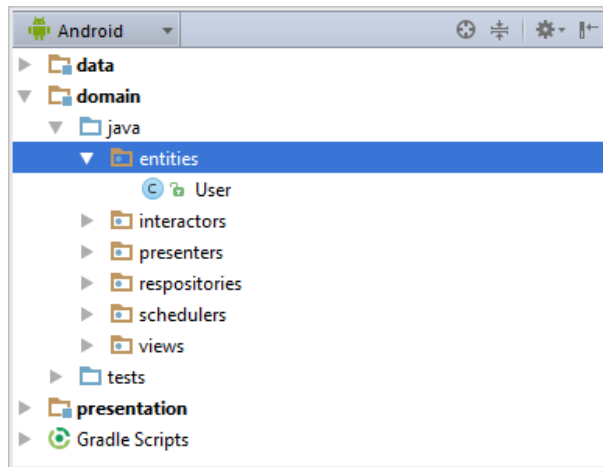 Android
data
domain
java
entities
C User
interactors
presenters
respositories
schedulers
views
tests
presentation
Gradle Scripts